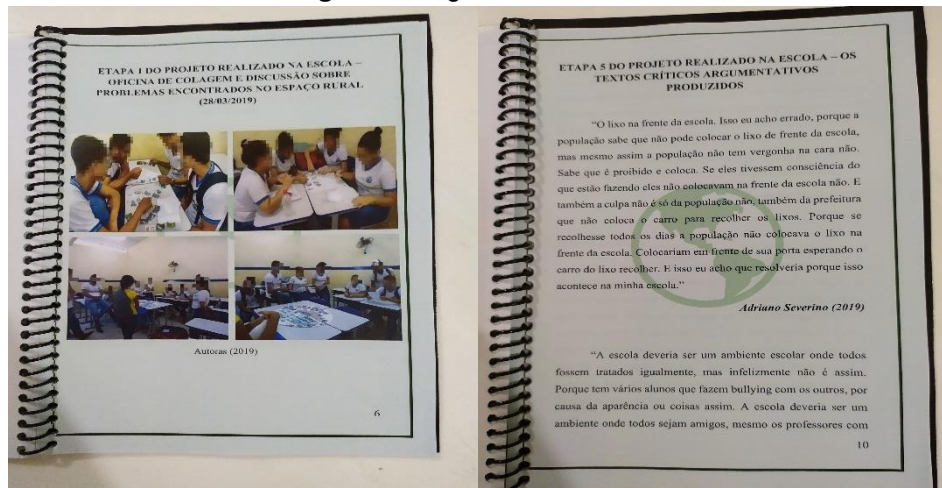 ETAPA 1 DO PROJETO REALIZADO NA ESCOLA –
OFICINA DE COLAGEM E DISCUSSÃO SOBRE
PROBLEMAS ENCONTRADOS NO ESPAÇO RURAL
(28/03/2019)
Autoras (2019)
6
ETAPA 5 DO PROJETO REALIZADO NA ESCOLA – OS
TEXTOS CRÍTICOS ARGUMENTATIVOS
PRODUZIDOS
“O lixo na frente da escola. Isso eu acho errado, porque a
população sabe que não pode colocar o lixo de frente da escola,
mas mesmo assim a população não tem vergonha na cara não.
Sabe que é proibido e coloca. Se eles tivessem consciência do
que estão fazendo eles não colocavam na frente da escola não. E
também a culpa não é só da população não, também da prefeitura
que não coloca o carro para recolher os lixos. Porque se
recolhesse todos os dias a população não colocava o lixo na
frente da escola. Colocariam em frente de sua porta esperando o
carro do lixo recolher. E isso eu acho que resolveria porque isso
acontece na minha escola.”
Adriano Severino (2019)
“A escola deveria ser um ambiente escolar onde todos
fossem tratados igualmente, mas infelizmente não é assim.
Porque tem vários alunos que fazem bullying com os outros, por
causa da aparência ou coisas assim. A escola deveria ser um
ambiente onde todos sejam amigos, mesmo os professores com
10